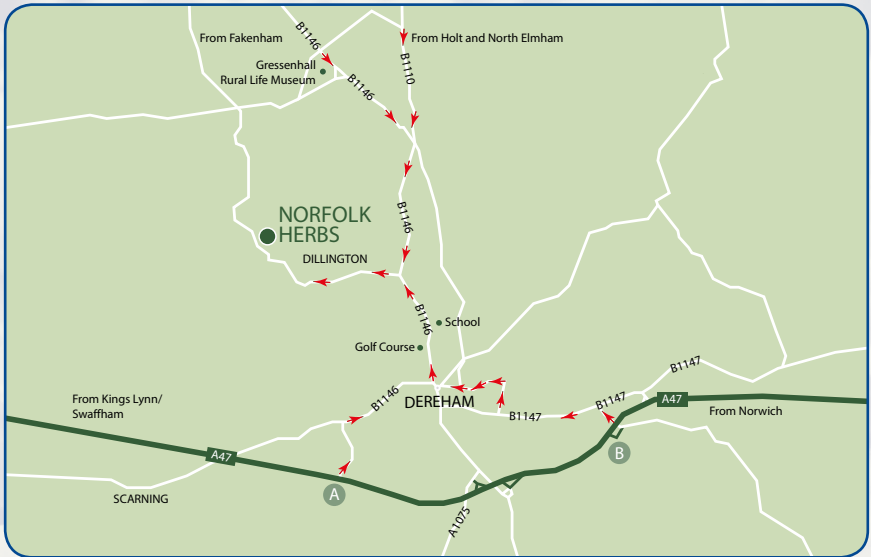 B1146
From Fakenham
From Holt and North Elmham
Gressenhall
Rural Life Museum
B1110
B1146
NORFOLK
HERBS
B1146
DILLINGTON
B1146
School
Golf Course
B1147
From Kings Lynn/
Swaffham
B1146
DEREHAM
B1147
A47
From Norwich
B1147
A47
B
A
SCARNING
A1075